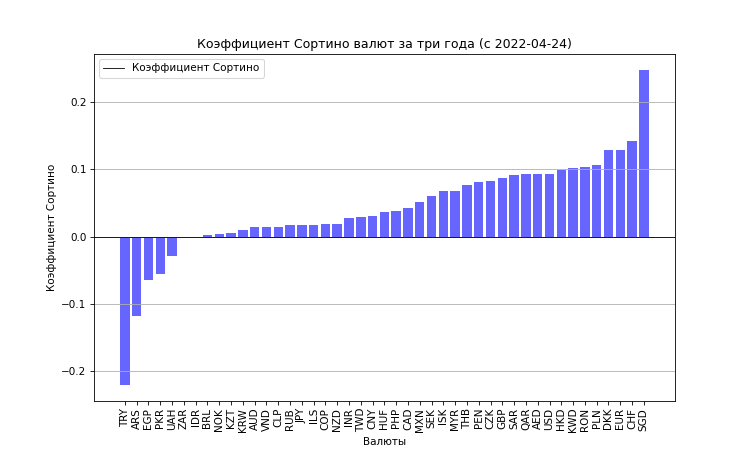 Коэффициент Сортино валют за три года (с 2022-04-24)
Коэффициент Сортино
0.2
0.1
0.0
−0.1
−0.2
Коэффициент Сортино
TRY
ARS
EGP
PKR
UAH
ZAR
IDR
BRL
NOK
KZT
KRW
AUD
VND
CLP
RUB
JPY
ILS
COP
NZD
INR
TWD
CNY
HUF
PHP
CAD
MXN
SEK
ISK
MYR
THB
PEN
CZK
GBP
SAR
QAR
AED
USD
HKD
KWD
RON
PLN
DKK
EUR
CHF
SGD
Валюты